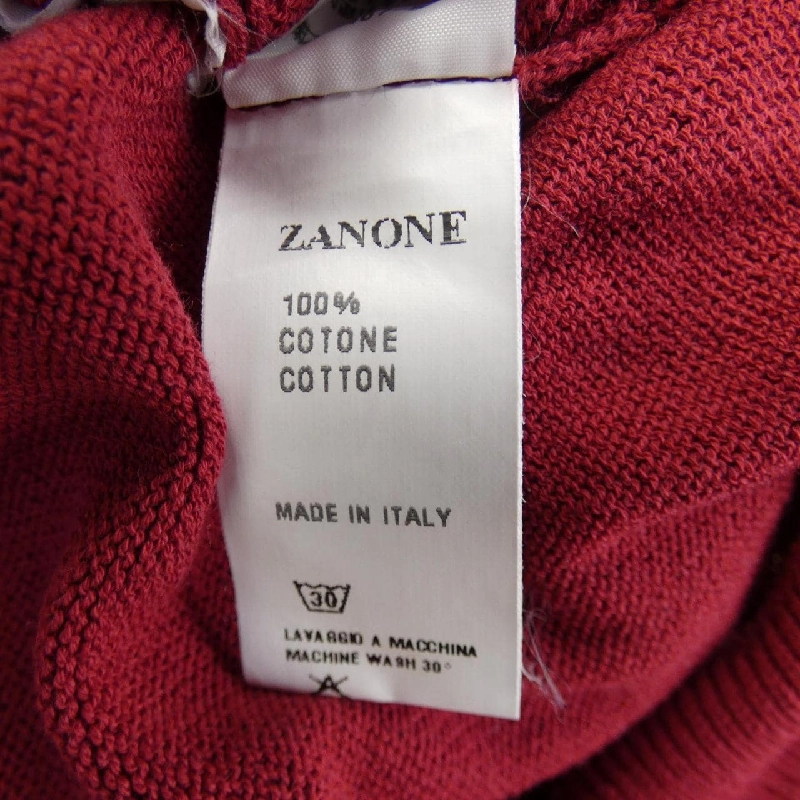 ZANONE
100%
COTONE
COTTON
MADE IN ITALY
30
LAVAGGIO A MACCHINA
MACHINE WASH 30°